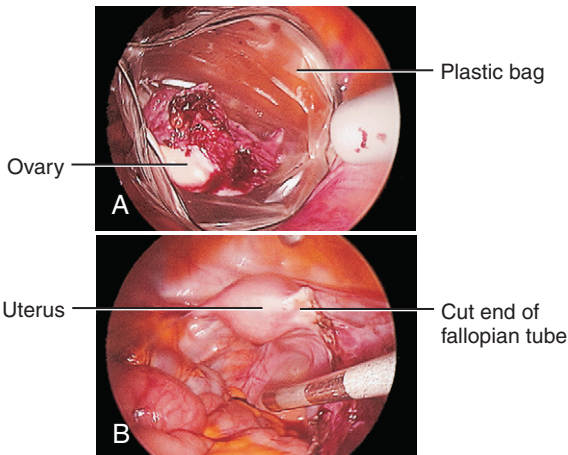 Plastic bag
Ovary
A
Uterus
Cut end of
fallopian tube
B